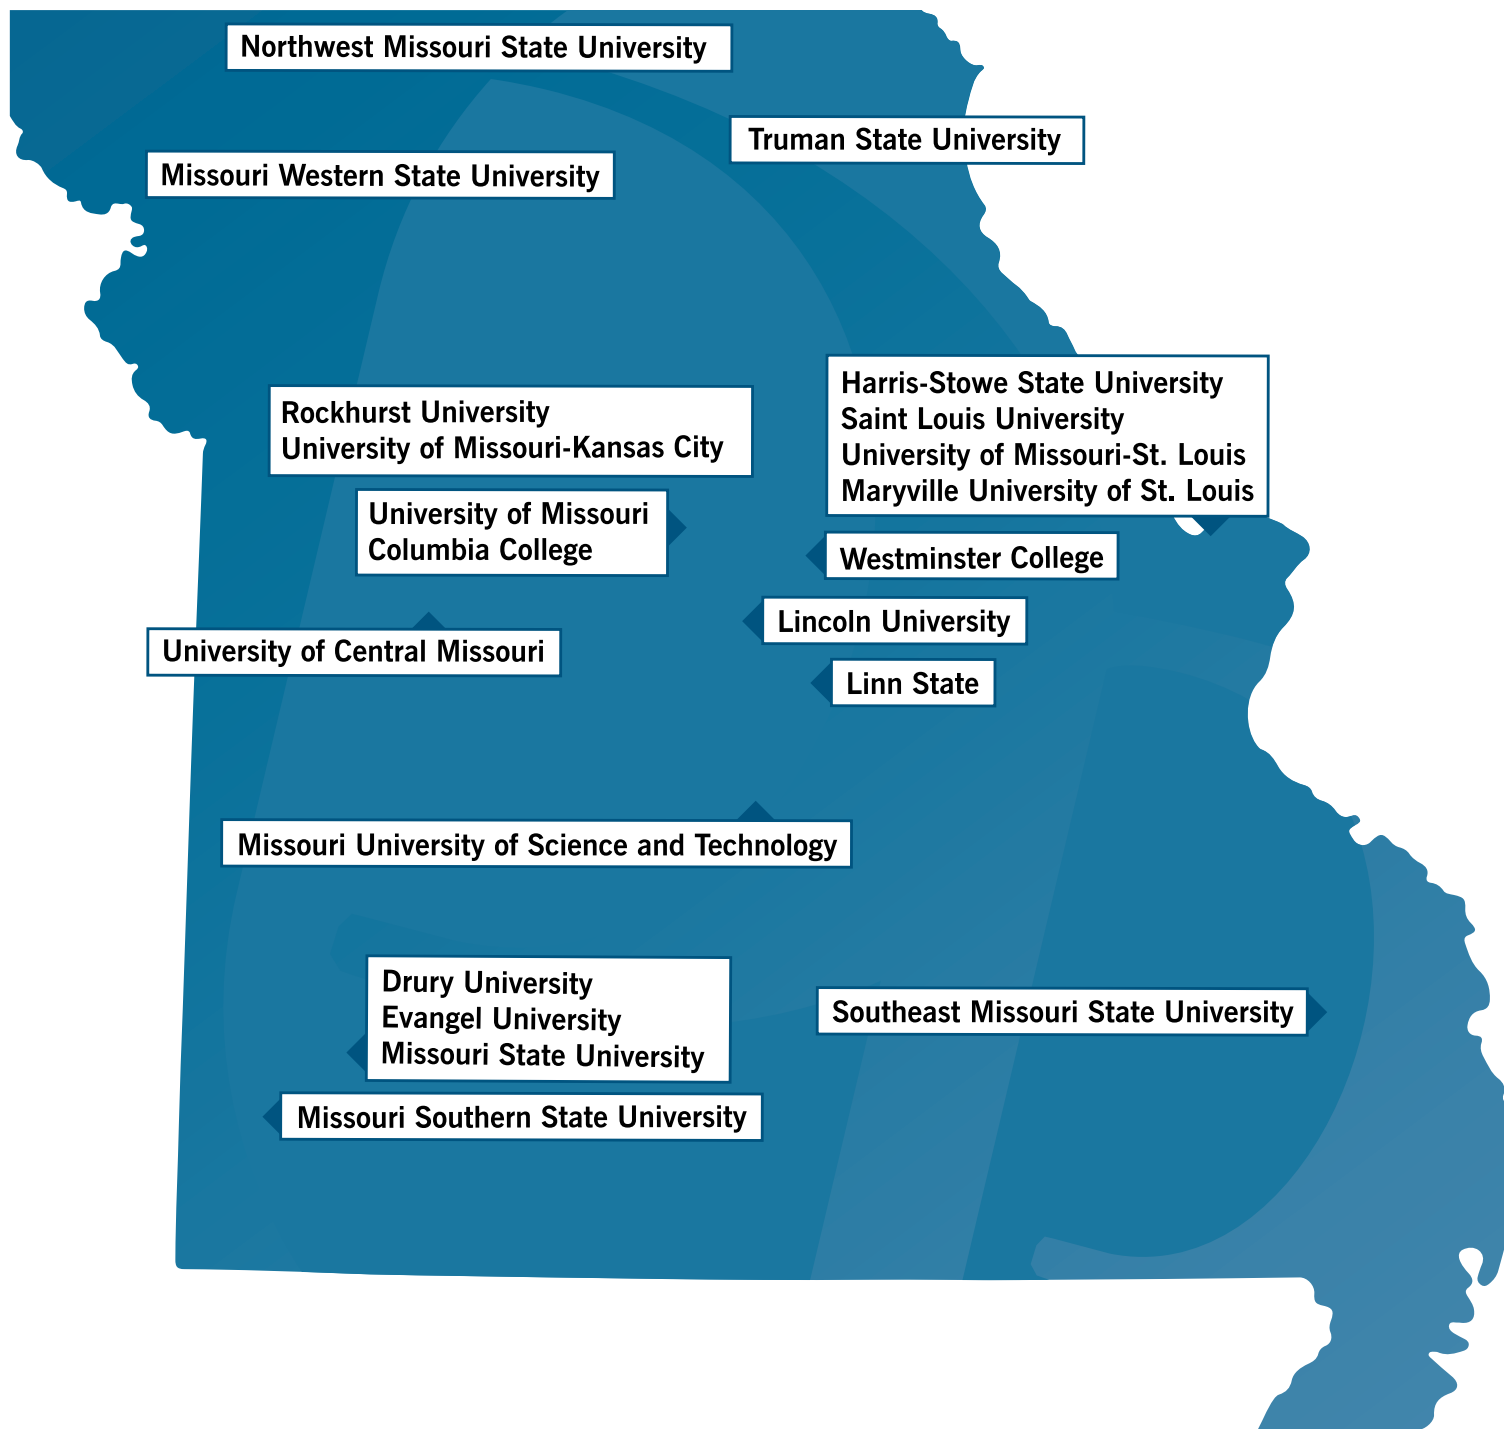 Northwest Missouri State University
Truman State University
Missouri Western State University
Rockhurst University
University of Missouri-Kansas City
Harris-Stowe State University
Saint Louis University
University of Missouri-St. Louis
Maryville University of St. Louis
University of Missouri
Columbia College
Westminster College
Lincoln University
University of Central Missouri
Linn State
Missouri University of Science and Technology
Drury University
Evangel University
Missouri State University
Southeast Missouri State University
Missouri Southern State University